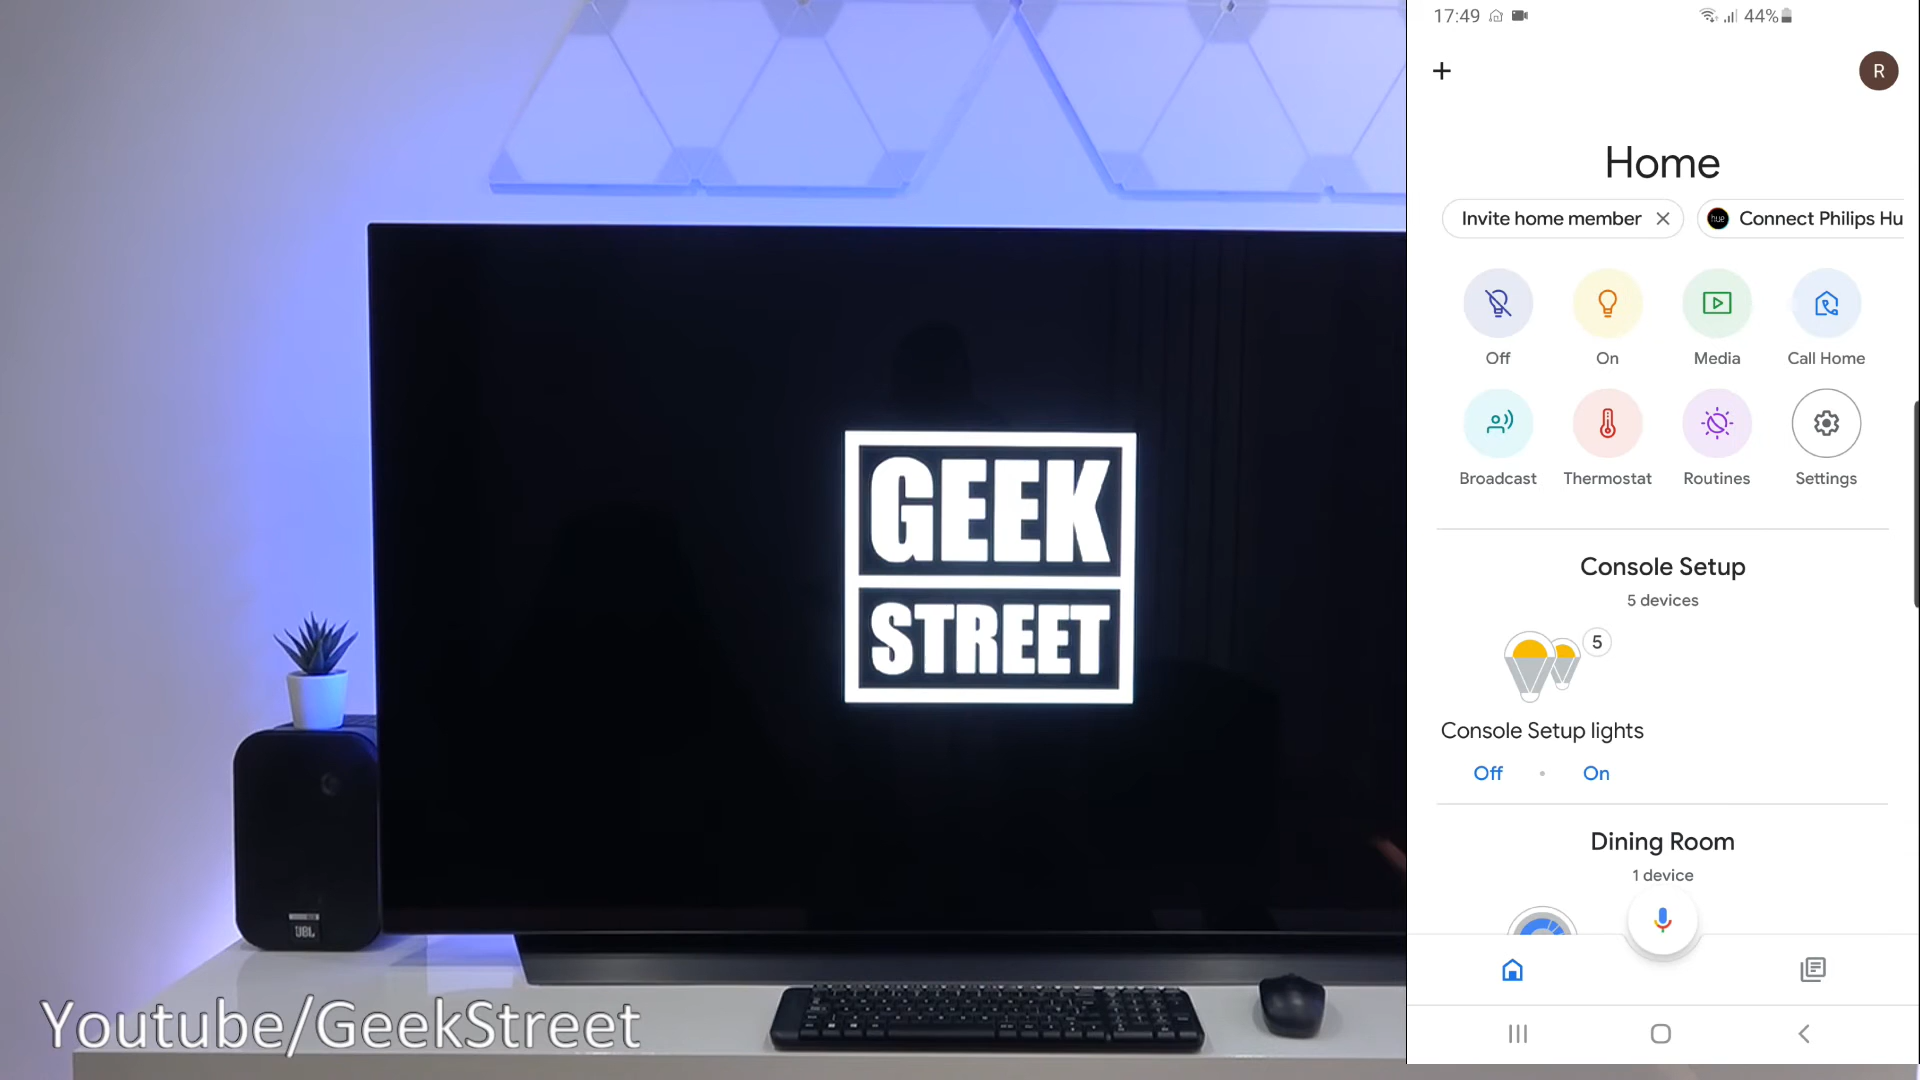 GEEK
STREET
JBL
Youtube/GeekStreet
17:49
44%
R
Home
Invite home member
hue
Connect Philips Hu
Off
On
Media
Call Home
Broadcast
Thermostat
Routines
Settings
Console Setup
5 devices
5
Console Setup lights
Off • On
Dining Room
1 device